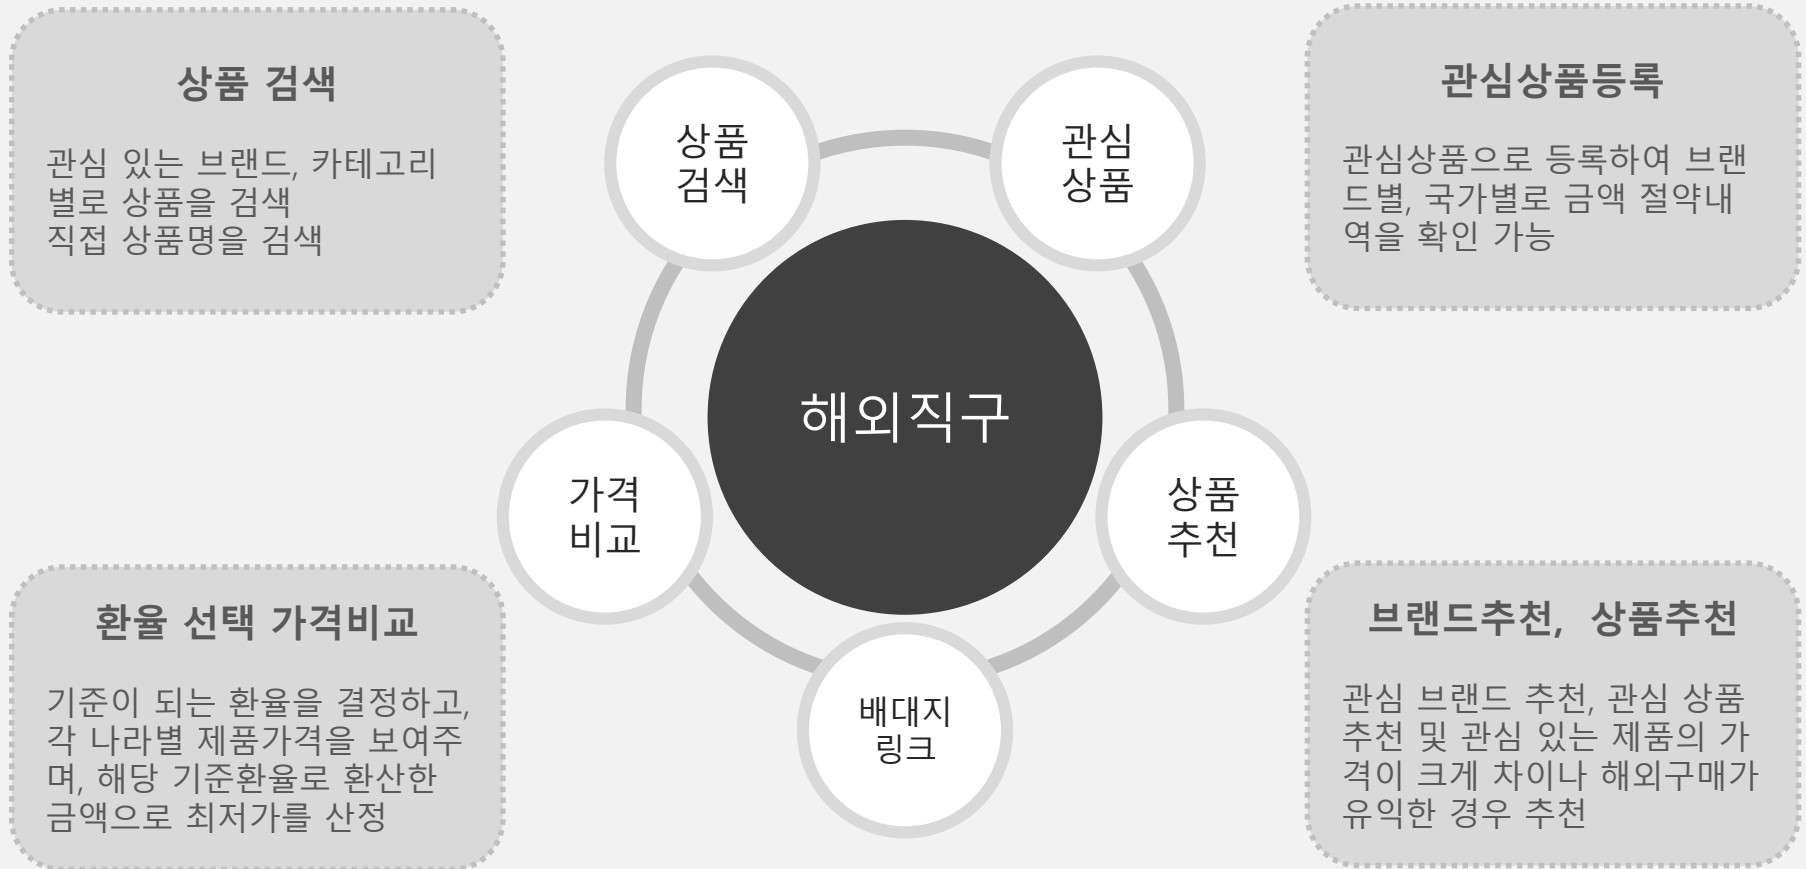 상품 검색
관심 있는 브랜드, 카테고리
별로 상품을 검색
직접 상품명을 검색
상품
검색
관심
상품
관심상품등록
관심상품으로 등록하여 브랜
드별, 국가별로 금액 절약내
역을 확인 가능
해외직구
가격
비교
상품
추천
배대지
링크
환율 선택 가격비교
기준이 되는 환율을 결정하고,
각 나라별 제품가격을 보여주
며, 해당 기준환율로 환산한
금액으로 최저가를 산정
브랜드추천, 상품추천
관심 브랜드 추천, 관심 상품
추천 및 관심 있는 제품의 가
격이 크게 차이나 해외구매가
유익한 경우 추천